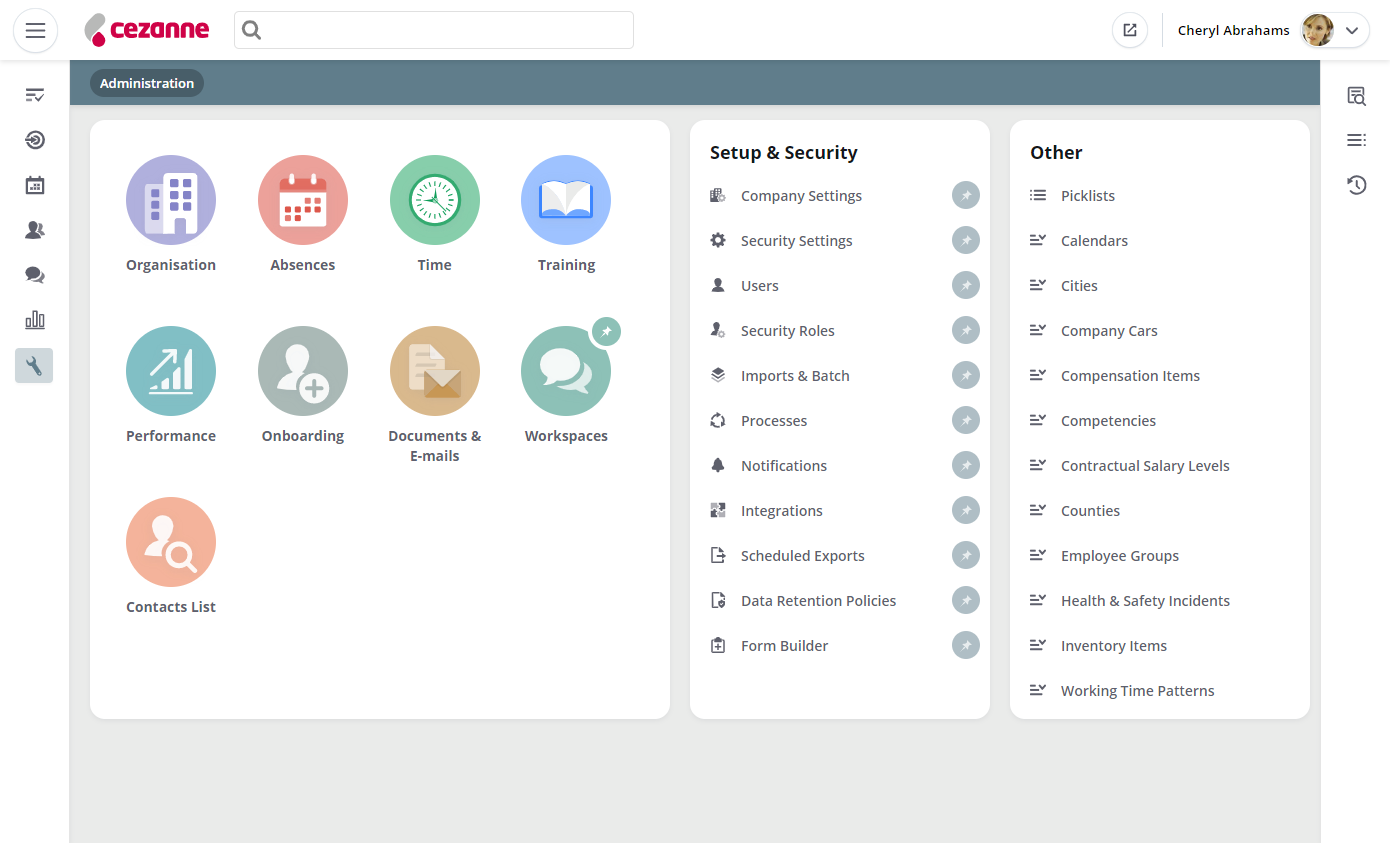 cezanne
Cheryl Abrahams
Administration
Organisation
Absences
Time
Training
Performance
Onboarding
Documents &
E-mails
Workspaces
Contacts List
Setup & Security
Company Settings
Security Settings
Users
Security Roles
Imports & Batch
Processes
Notifications
Integrations
Scheduled Exports
Data Retention Policies
Form Builder
Other
Picklists
Calendars
Cities
Company Cars
Compensation Items
Competencies
Contractual Salary Levels
Counties
Employee Groups
Health & Safety Incidents
Inventory Items
Working Time Patterns